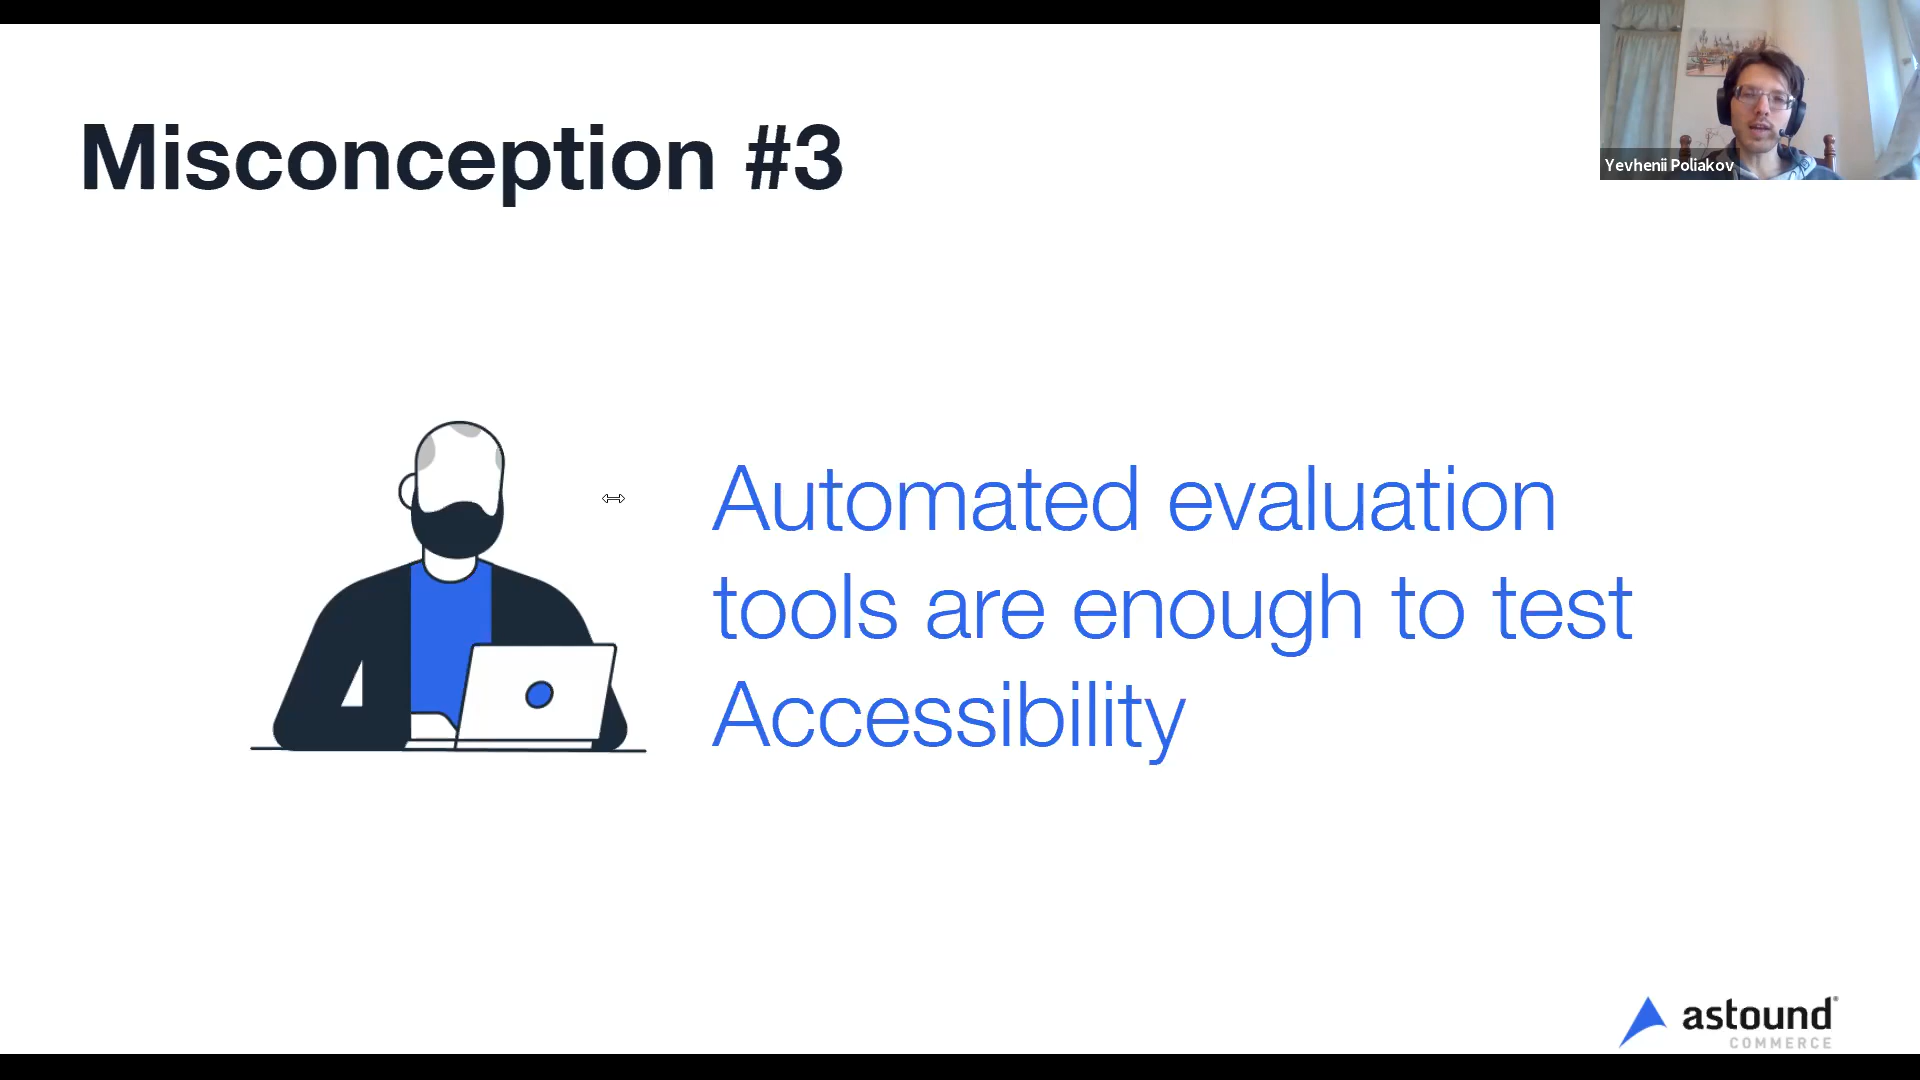 Misconception #3
Yevhenii Poliakov
Automated evaluation
tools are enough to test
Accessibility
astound®
COMMERCE